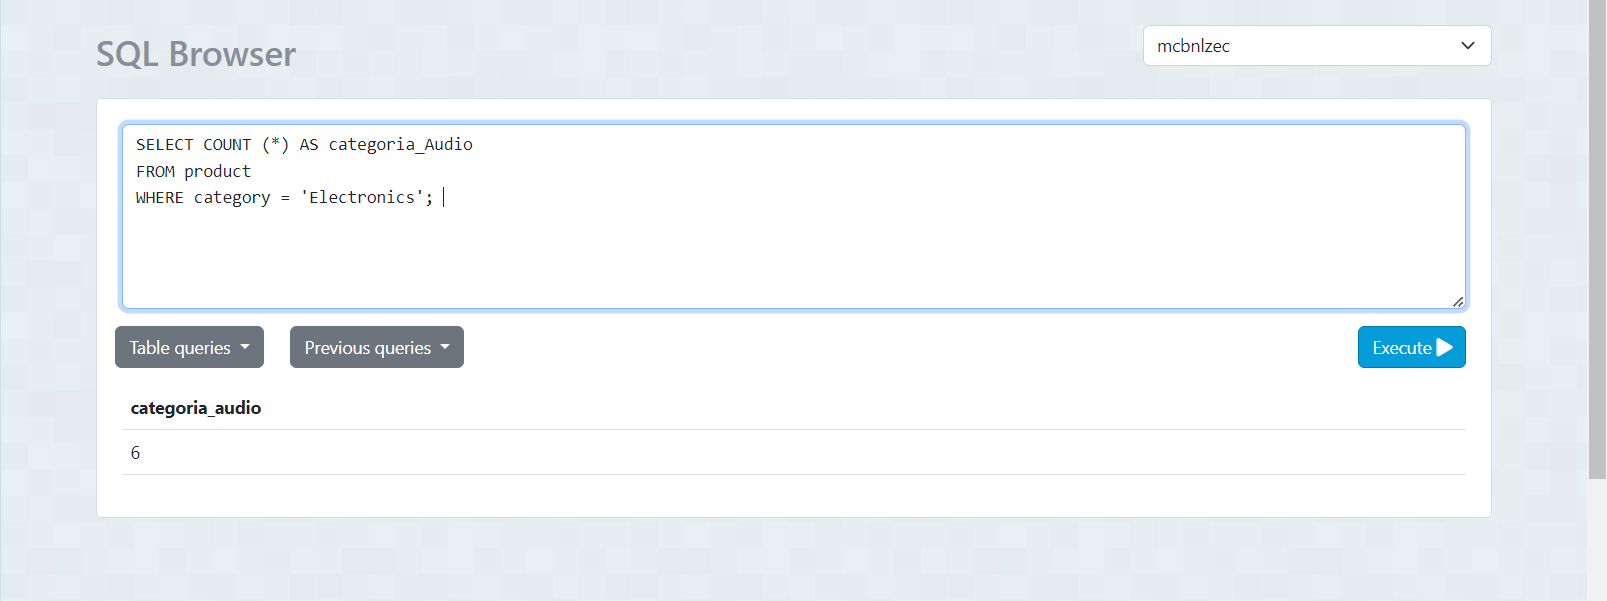 SQL Browser
mcbnlzec
SELECT COUNT (*) AS categoria_Audio
FROM product
WHERE category = 'Electronics';
Table queries
Previous queries
Execute
categoria_audio
6